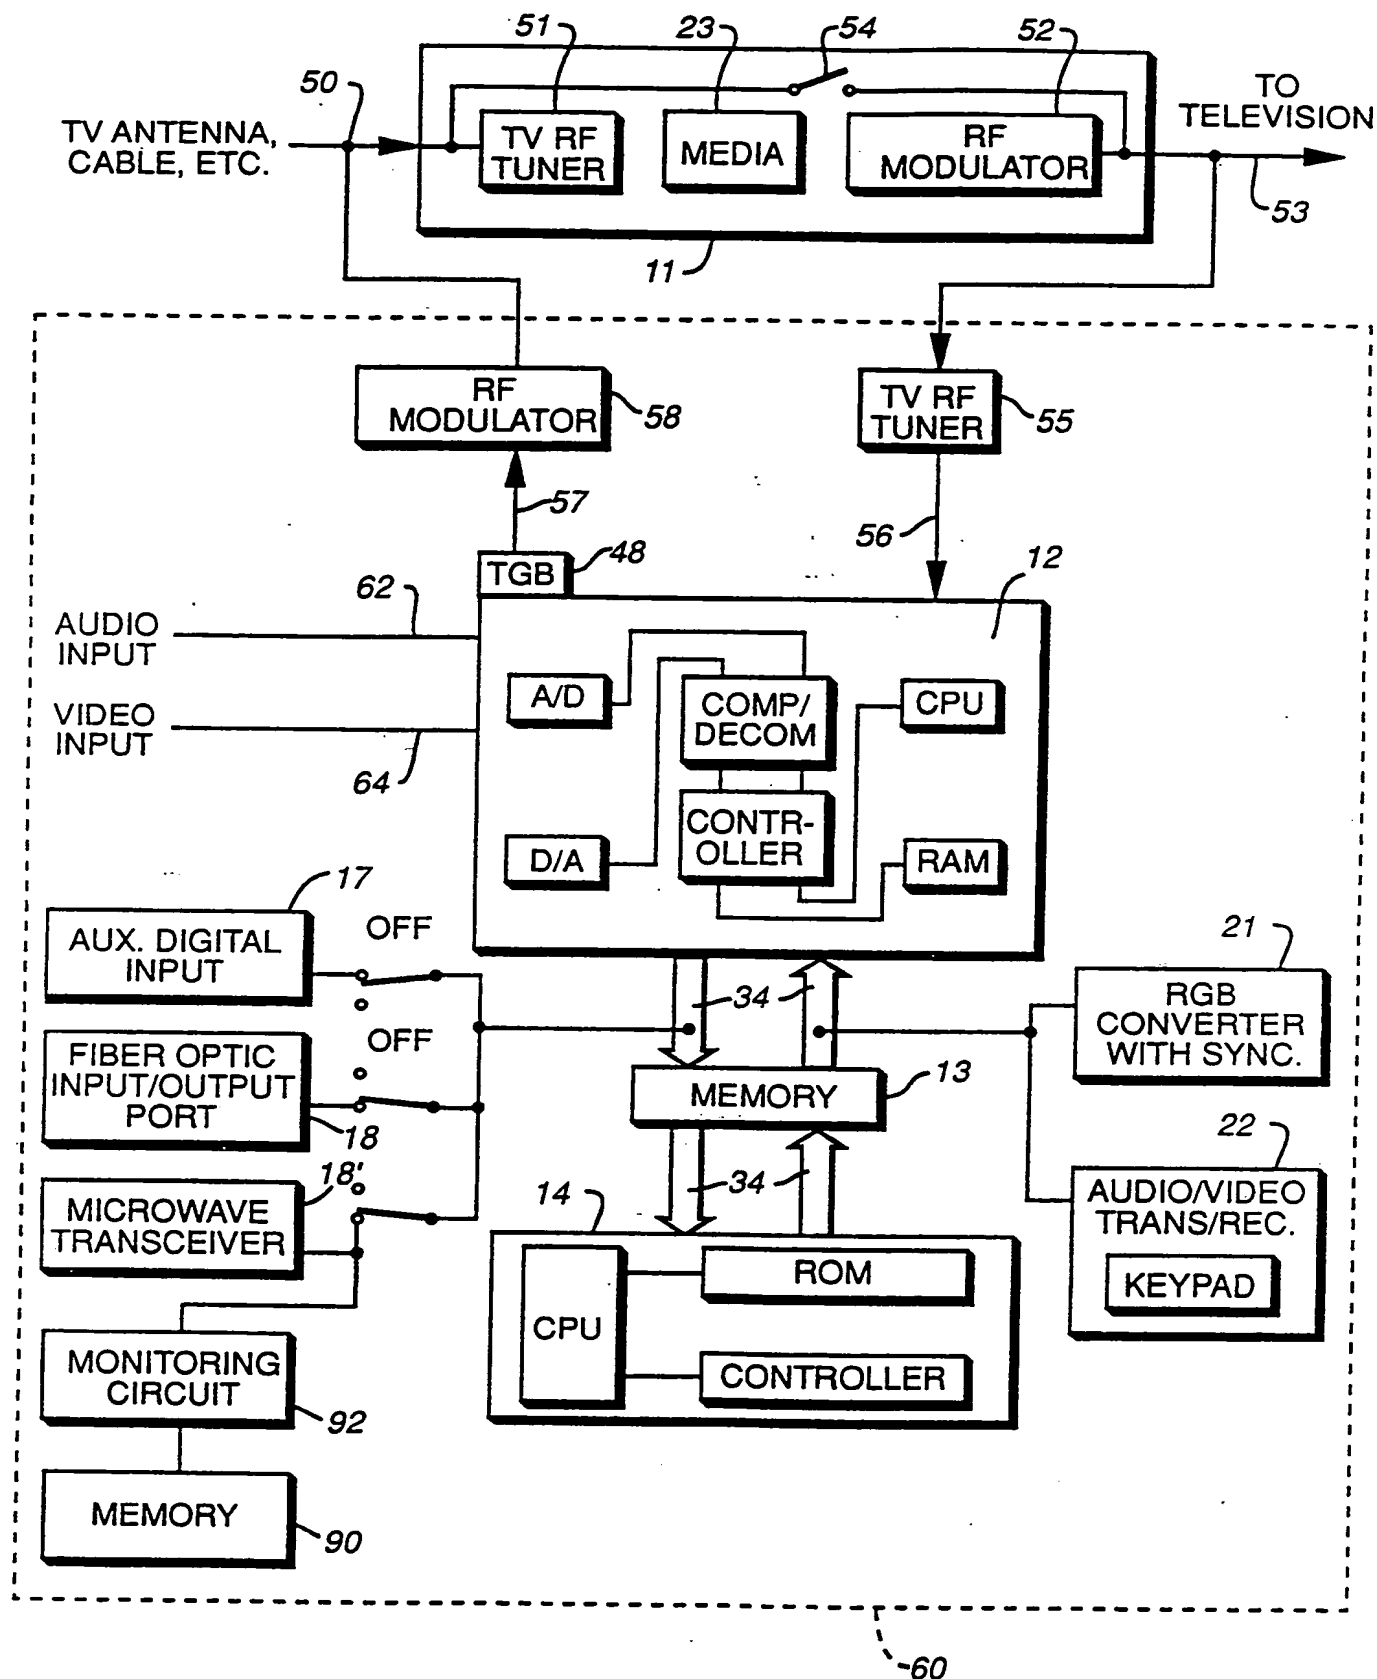 51
23
54
52
50
TO
TELEVISION
TV ANTENNA,
CABLE, ETC.
TV RF
TUNER
MEDIA
RF
MODULATOR
53
11
RF
MODULATOR
58
TV RF
TUNER
55
57
56
TGB
48
12
62
AUDIO
INPUT
A/D
COMP/
DECOM
CPU
VIDEO
INPUT
64
CONTR-
OLLER
D/A
RAM
17
OFF
AUX. DIGITAL
INPUT
21
34
RGB
CONVERTER
WITH SYNC.
OFF
FIBER OPTIC
INPUT/OUTPUT
PORT
18
MEMORY
13
22
18'
34
14
MICROWAVE
TRANSCEIVER
AUDIO/VIDEO
TRANS/REC.
KEYPAD
CPU
ROM
CONTROLLER
MONITORING
CIRCUIT
92
MEMORY
90
60